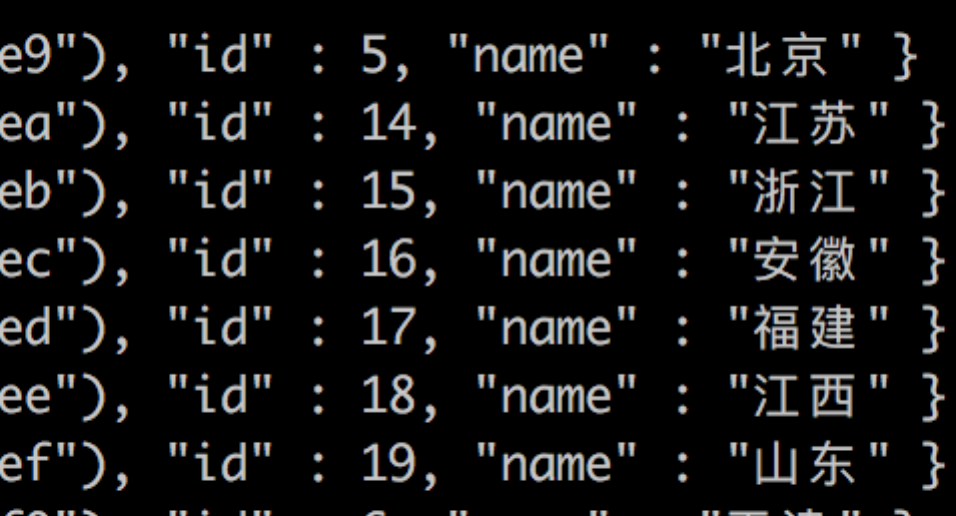 e9"), "id" : 5, "name" : "北京" }
ea"), "id" : 14, "name" : "江苏" }
eb"), "id" : 15, "name" : "浙江" }
ec"), "id" : 16, "name" : "安徽" }
ed"), "id" : 17, "name" : "福建" }
ee"), "id" : 18, "name" : "江西" }
ef"), "id" : 19, "name" : "山东" }